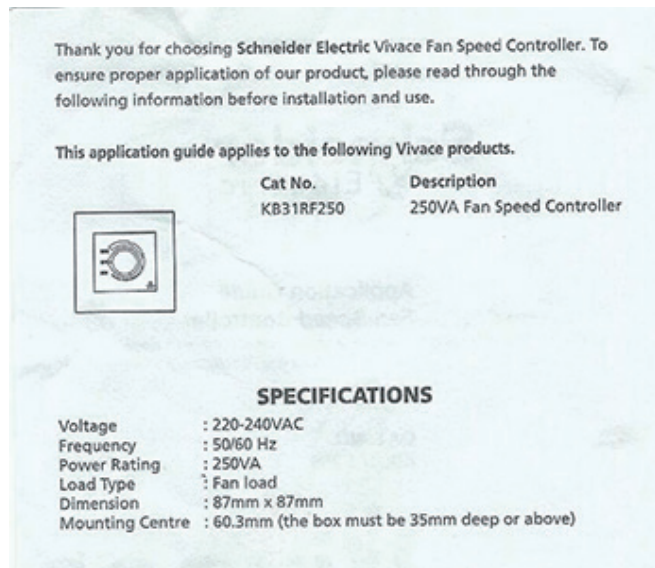 Thank you for choosing Schneider Electric Vivace Fan Speed Controller. To
ensure proper application of our product, please read through the
following information before installation and use.
This application guide applies to the following Vivace products.
Cat No. Description
KB31RF250 250VA Fan Speed Controller
SPECIFICATIONS
Voltage : 220-240VAC
Frequency : 50/60 Hz
Power Rating : 250VA
Load Type : Fan load
Dimension : 87mm x 87mm
Mounting Centre : 60.3mm (the box must be 35mm deep or above)